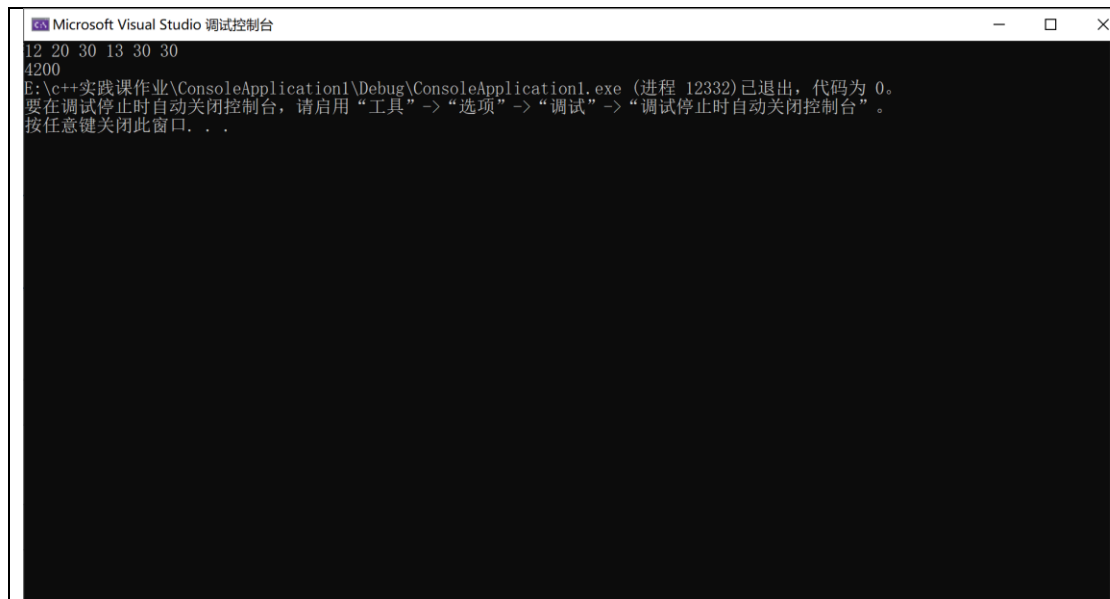 Microsoft Visual Studio 调试控制台
12 20 30 13 30 30
4200
E:\c++实践课作业\ConsoleApplication1\Debug\ConsoleApplication1.exe (进程 12332)已退出，代码为 0。
要在调试停止时自动关闭控制台，请启用“工具”->“选项”->“调试”->“调试停止时自动关闭控制台”。
按任意键关闭此窗口. . .